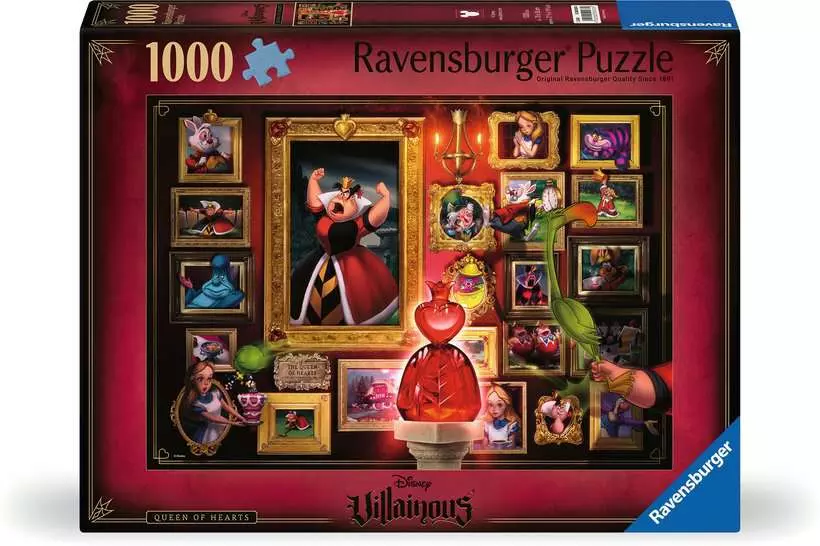 Ravensburger
1000
Ravensburger® Puzzle
Original Ravensburger Quality Since 1891
THE QUEEN
OF HEARTS
Disney
Villainous
QUEEN OF HEARTS
Ravensburger